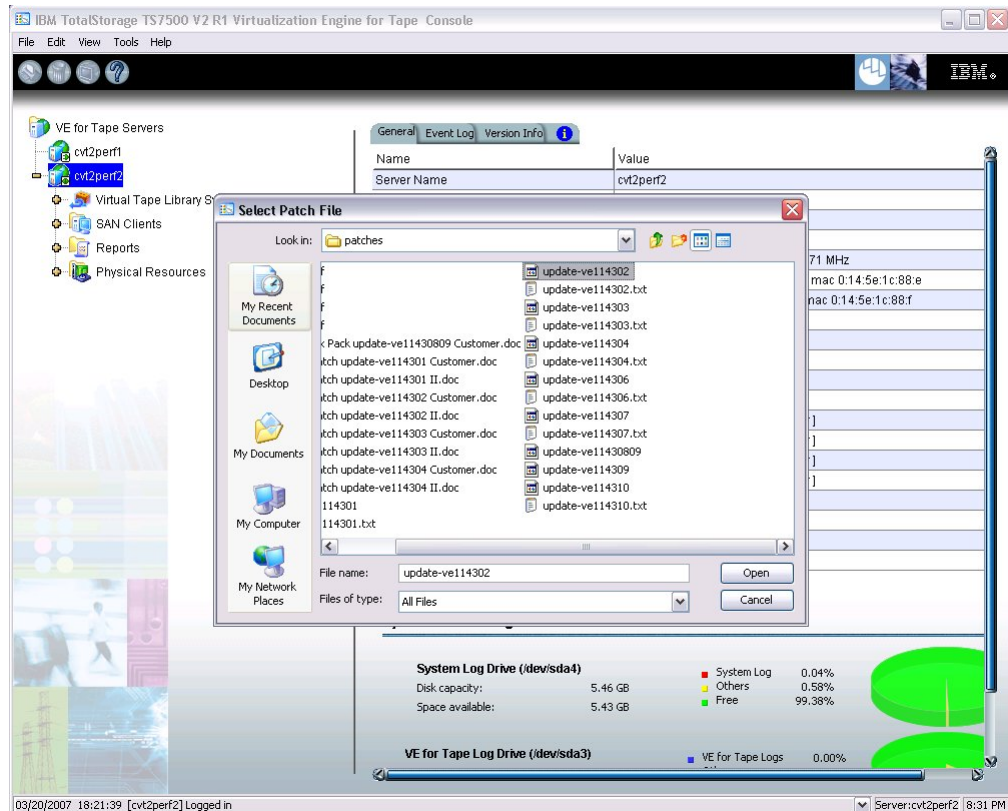 IBM TotalStorage TS7500 V2 R1 Virtualization Engine for Tape Console
File Edit View Tools Help
IBM
VE for Tape Servers
cvt2perf1
cvt2perf2
Virtual Tape Library S
SAN Clients
Reports
Physical Resources
General Event Log Version Info
Name Value
Server Name cvt2perf2
71 MHz
mac 0:14:5e:1c:88:e
mac 0:14:5e:1c:88:f
Select Patch File
Look in: patches
My Recent Documents
Desktop
My Documents
My Computer
My Network Places
f
f
f
f
Pack update-ve11430809 Customer.doc
tch update-ve114301 Customer.doc
tch update-ve114301 II.doc
tch update-ve114302 Customer.doc
tch update-ve114302 II.doc
tch update-ve114303 Customer.doc
tch update-ve114303 II.doc
tch update-ve114304 Customer.doc
tch update-ve114304 II.doc
114301
114301.txt
update-ve114302
update-ve114302.txt
update-ve114303
update-ve114303.txt
update-ve114304
update-ve114304.txt
update-ve114306
update-ve114306.txt
update-ve114307
update-ve114307.txt
update-ve11430809
update-ve114309
update-ve114310
update-ve114310.txt
File name: update-ve114302
Files of type: All Files
Open
Cancel
System Log Drive (/dev/sda4)
Disk capacity: 5.46 GB
Space available: 5.43 GB
System Log 0.04%
Others 0.58%
Free 99.38%
VE for Tape Log Drive (/dev/sda3)
VE for Tape Logs 0.00%
03/20/2007 18:21:39 [cvt2perf2] Logged in
Server:cvt2perf2 8:31 PM